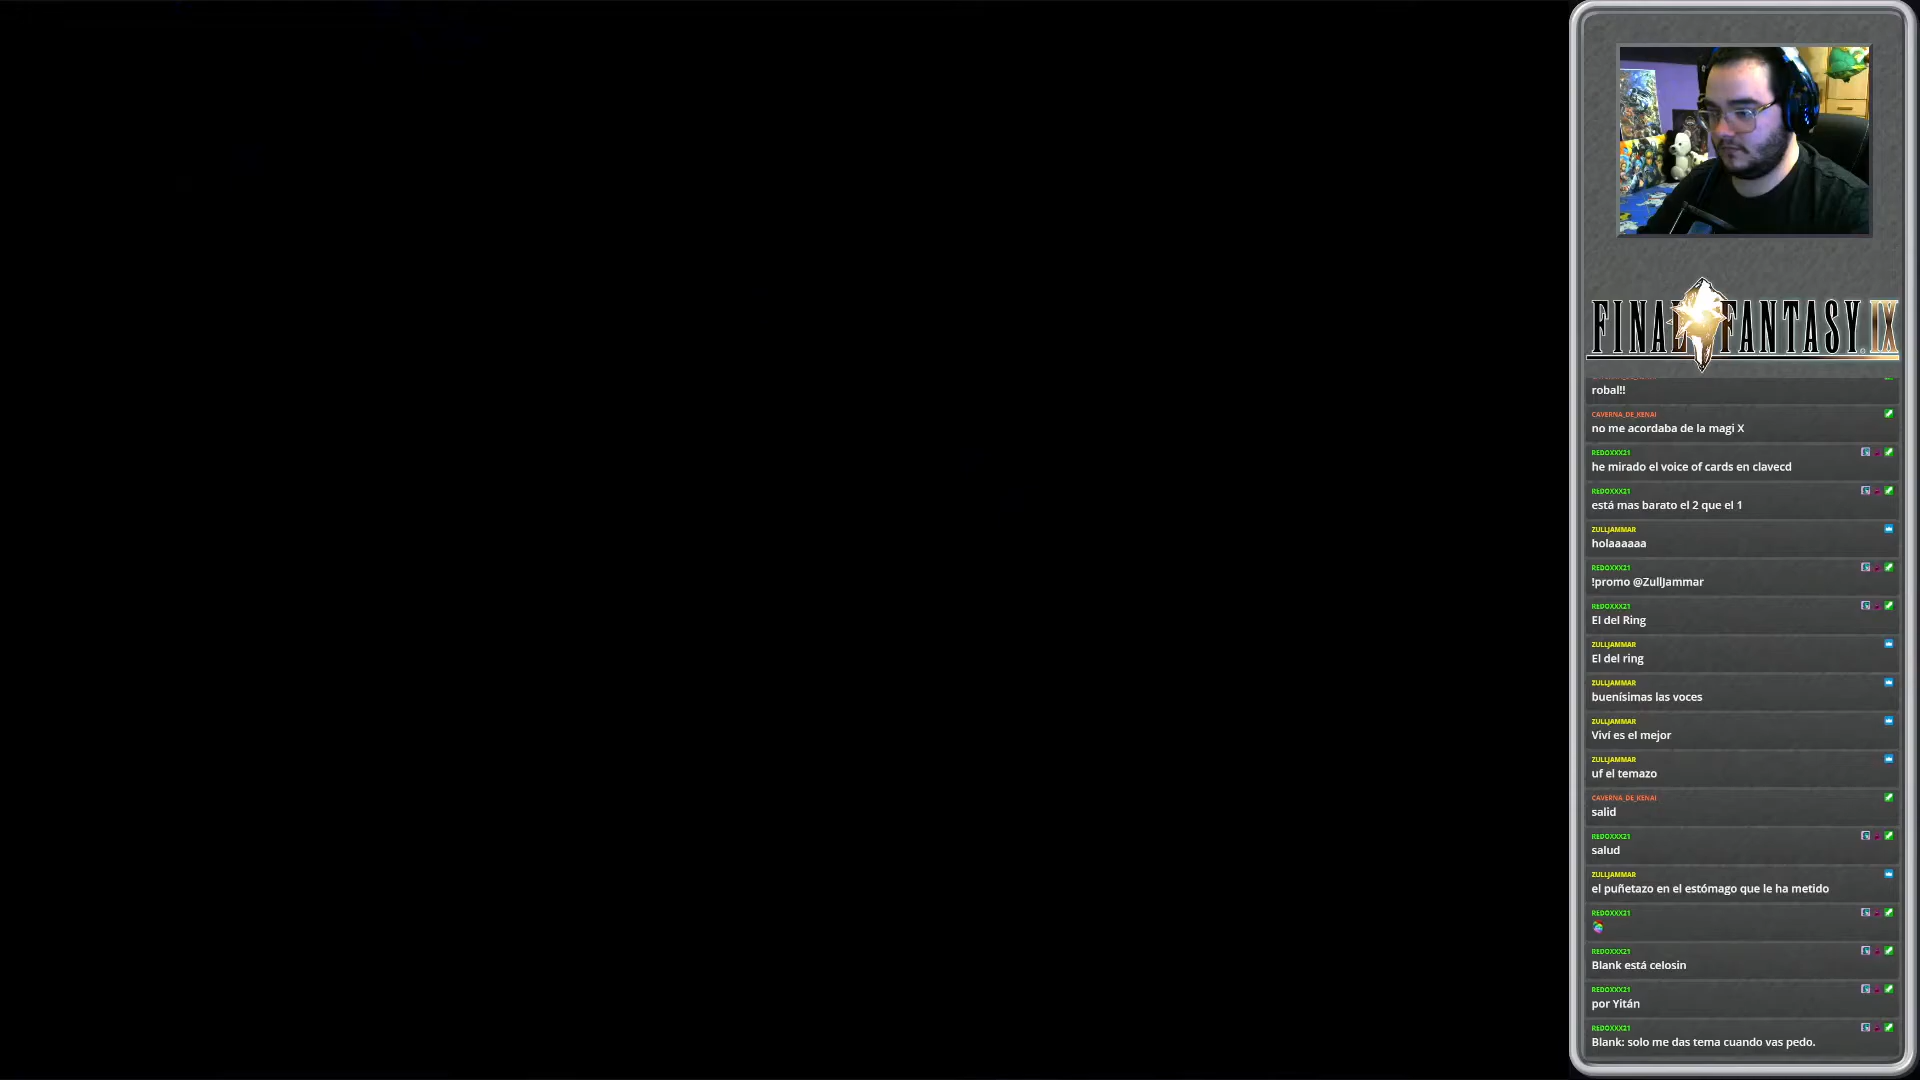 FINAL FANTASY IX
robal!!
CAVERNA_DE_KENAI
no me acordaba de la magi X
REDOXXX21
he mirado el voice of cards en clavecd
REDOXXX21
está mas barato el 2 que el 1
ZULLJAMMAR
holaaaaaa
REDOXXX21
!promo @ZullJammar
REDOXXX21
El del Ring
ZULLJAMMAR
El del ring
ZULLJAMMAR
buenísimas las voces
ZULLJAMMAR
Viví es el mejor
ZULLJAMMAR
uf el temazo
CAVERNA_DE_KENAI
salid
REDOXXX21
salud
ZULLJAMMAR
el puñetazo en el estómago que le ha metido
REDOXXX21
REDOXXX21
Blank está celosin
REDOXXX21
por Yitán
REDOXXX21
Blank: solo me das tema cuando vas pedo.